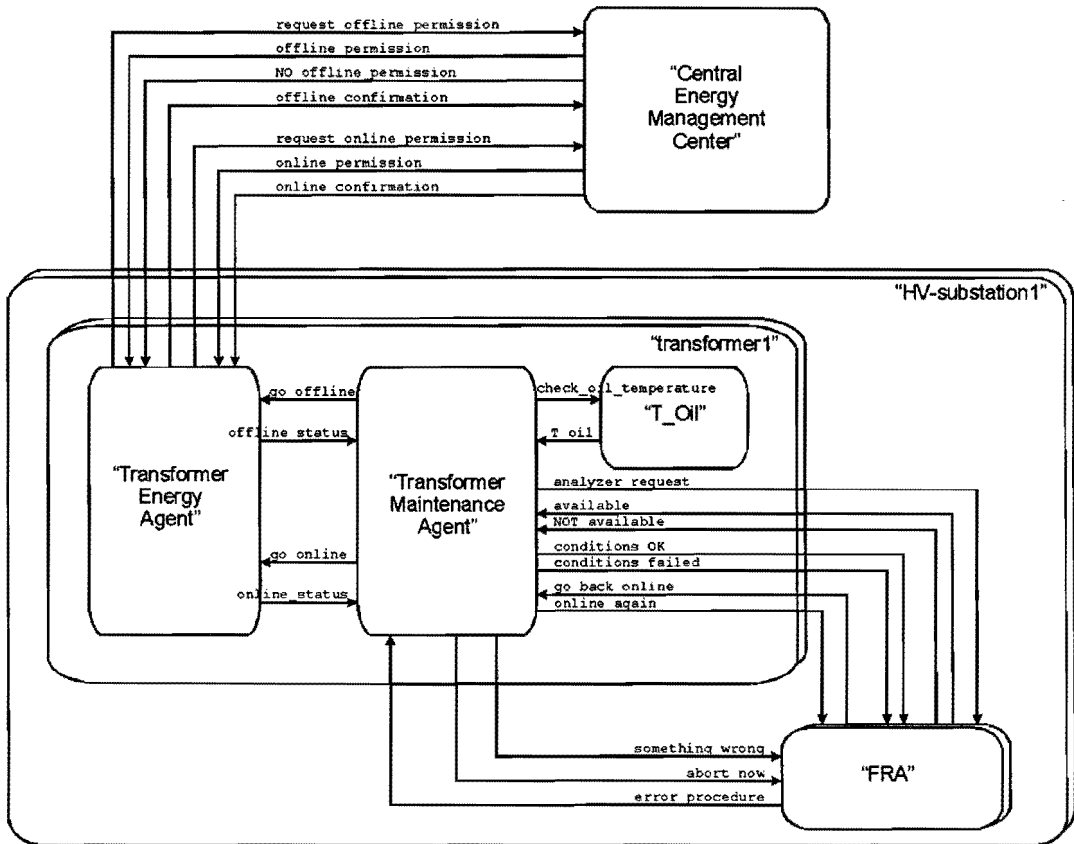 request offline permission
offline permission
NO offline permission
offline confirmation
request online permission
online permission
online confirmation
"Central
Energy
Management
Center"
"HV-substation1"
"transformer1"
go offline
check_oil_temperature
"T_Oil"
offline status
T oil
"Transformer
Energy
Agent"
"Transformer
Maintenance
Agent"
analyzer request
available
NOT available
go online
conditions OK
conditions failed
online_status
go back online
online again
something wrong
abort now
error procedure
"FRA"